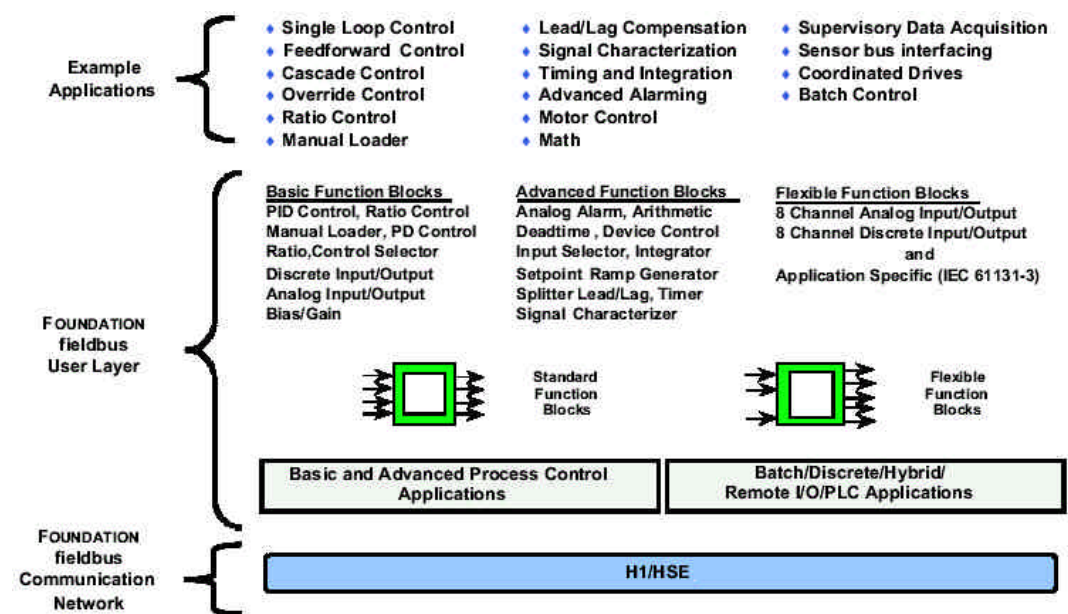 Example
Applications
♦ Single Loop Control
♦ Feedforward Control
♦ Cascade Control
♦ Override Control
♦ Ratio Control
♦ Manual Loader
♦ Lead/Lag Compensation
♦ Signal Characterization
♦ Timing and Integration
♦ Advanced Alarming
♦ Motor Control
♦ Math
♦ Supervisory Data Acquisition
♦ Sensor bus interfacing
♦ Coordinated Drives
♦ Batch Control
FOUNDATION
fieldbus
User Layer
Basic Function Blocks
PID Control, Ratio Control
Manual Loader, PD Control
Ratio,Control Selector
Discrete Input/Output
Analog Input/Output
Bias/Gain
Advanced Function Blocks
Analog Alarm, Arithmetic
Deadtime , Device Control
Input Selector, Integrator
Setpoint Ramp Generator
Splitter Lead/Lag, Timer
Signal Characterizer
Flexible Function Blocks
8 Channel Analog Input/Output
8 Channel Discrete Input/Output
and
Application Specific (IEC 61131-3)
Standard
Function
Blocks
Flexible
Function
Blocks
Basic and Advanced Process Control
Applications
Batch/Discrete/Hybrid/
Remote I/O/PLC Applications
FOUNDATION
fieldbus
Communication
Network
H1/HSE